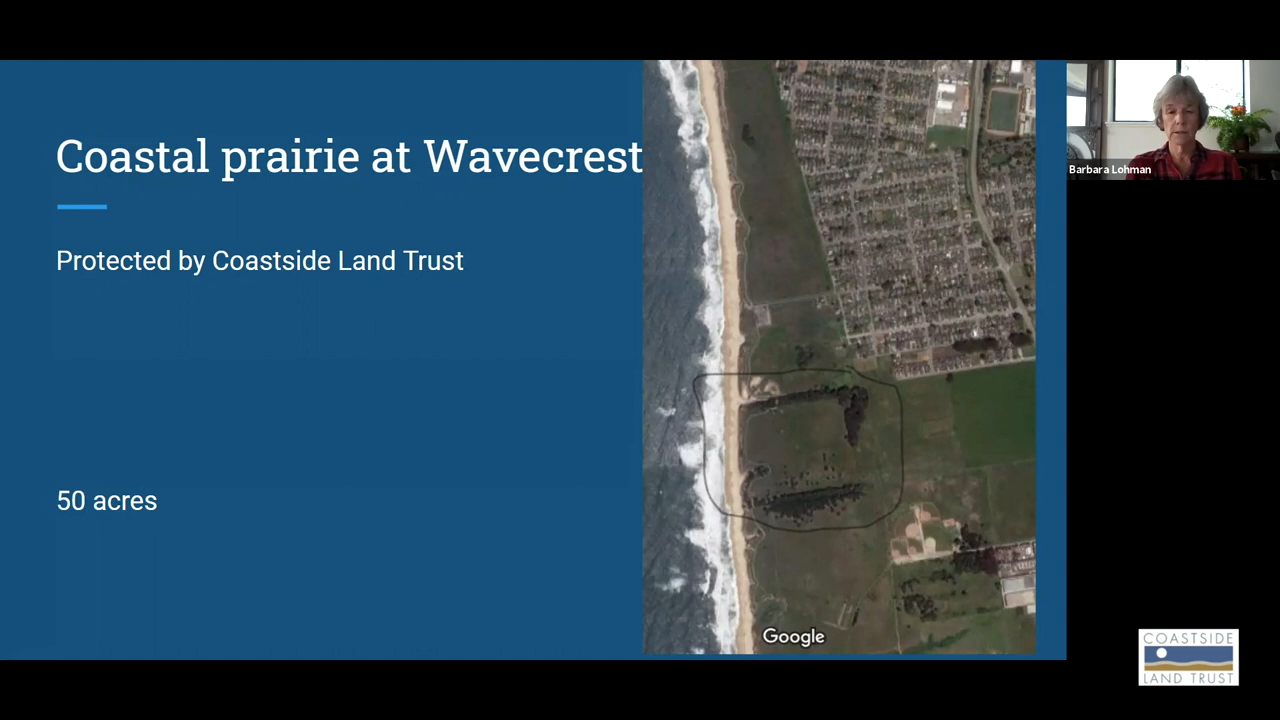 Coastal prairie at Wavecrest
Protected by Coastside Land Trust
50 acres
Google
Barbara Lohman
COASTSIDE
LAND TRUST